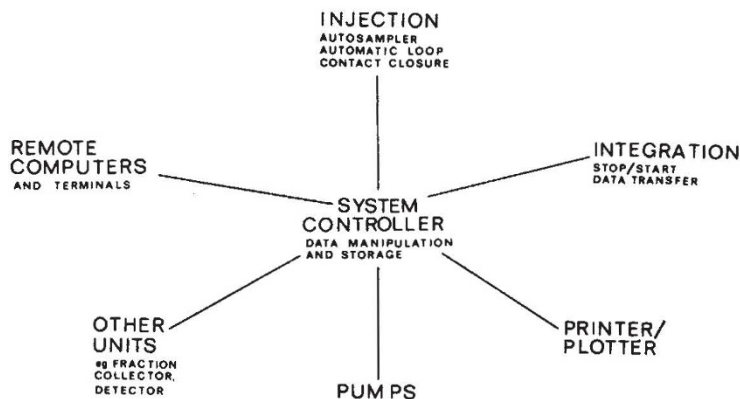 INJECTION
AUTOSAMPLER
AUTOMATIC LOOP
CONTACT CLOSURE
REMOTE
COMPUTERS
AND TERMINALS
INTEGRATION
STOP/START
DATA TRANSFER
SYSTEM
CONTROLLER
DATA MANIPULATION
AND STORAGE
OTHER
UNITS
eg FRACTION
COLLECTOR,
DETECTOR
PUMPS
PRINTER/
PLOTTER